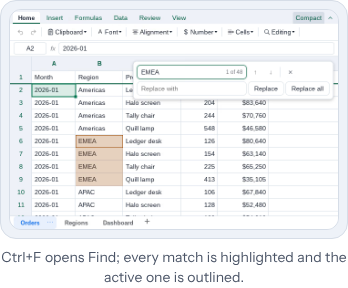 Home Insert Formulas Data Review View Compact
Clipboard Font Alignment Number Cells Editing
A2 fx 2026-01
A B
EMEA 1 of 48
Replace with Replace Replace all
1 Month Region
2 2026-01 Americas
3 2026-01 Americas Halo screen 204 $83,640
4 2026-01 Americas Tally chair 244 $70,760
5 2026-01 Americas Quill lamp 548 $46,580
6 2026-01 EMEA Ledger desk 126 $80,640
7 2026-01 EMEA Halo screen 154 $63,140
8 2026-01 EMEA Tally chair 225 $65,250
9 2026-01 EMEA Quill lamp 413 $35,105
10 2026-01 APAC Ledger desk 106 $67,840
11 2026-01 APAC Halo screen 128 $52,480
Orders Regions Dashboard +
Ctrl+F opens Find; every match is highlighted and the
active one is outlined.